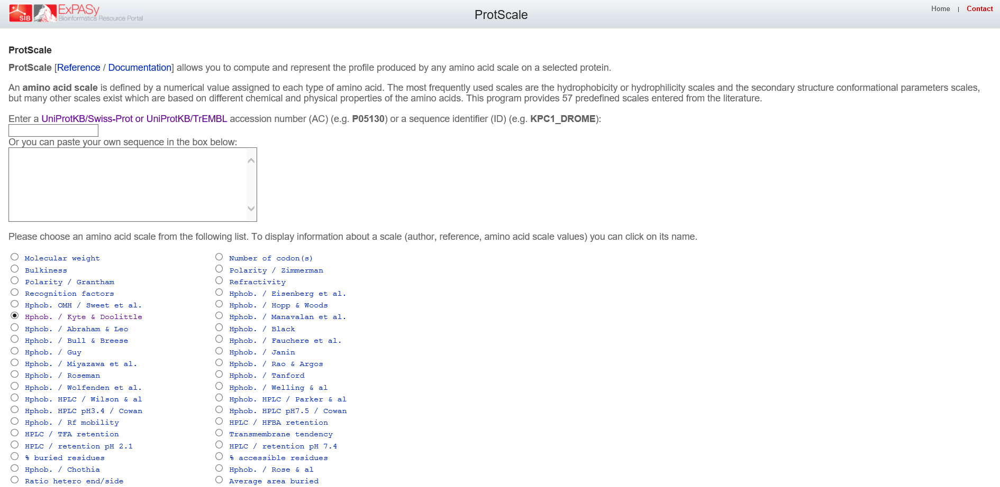 SIB ExPASy
Bioinformatics Resource Portal
ProtScale
Home | Contact
ProtScale
ProtScale [Reference / Documentation] allows you to compute and represent the profile produced by any amino acid scale on a selected protein.
An amino acid scale is defined by a numerical value assigned to each type of amino acid. The most frequently used scales are the hydrophobicity or hydrophilicity scales and the secondary structure conformational parameters scales,
but many other scales exist which are based on different chemical and physical properties of the amino acids. This program provides 57 predefined scales entered from the literature.
Enter a UniProtKB/Swiss-Prot or UniProtKB/TrEMBL accession number (AC) (e.g. P05130) or a sequence identifier (ID) (e.g. KPC1_DROME):
Or you can paste your own sequence in the box below:
Please choose an amino acid scale from the following list. To display information about a scale (author, reference, amino acid scale values) you can click on its name.
Molecular weight Number of codon(s)
Bulkiness Polarity / Zimmerman
Polarity / Grantham Refractivity
Recognition factors Hphob. / Eisenberg et al.
Hphob. OMH / Sweet et al. Hphob. / Hopp & Woods
Hphob. / Kyte & Doolittle Hphob. / Manavalan et al.
Hphob. / Abraham & Leo Hphob. / Black
Hphob. / Bull & Breese Hphob. / Fauchere et al.
Hphob. / Guy Hphob. / Janin
Hphob. / Miyazawa et al. Hphob. / Rao & Argos
Hphob. / Roseman Hphob. / Tanford
Hphob. / Wolfenden et al. Hphob. / Welling & al
Hphob. HPLC / Wilson & al Hphob. HPLC / Parker & al
Hphob. HPLC pH3.4 / Cowan Hphob. HPLC pH7.5 / Cowan
Hphob. / Rf mobility HPLC / HFBA retention
HPLC / TFA retention Transmembrane tendency
HPLC / retention pH 2.1 HPLC / retention pH 7.4
% buried residues % accessible residues
Hphob. / Chothia Hphob. / Rose & al
Ratio hetero end/side Average area buried